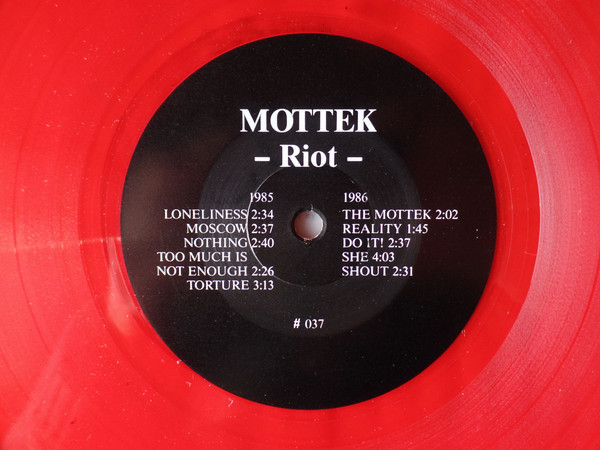 MOTTEK
– Riot –
1985
LONELINESS 2:34
MOSCOW 2:37
NOTHING 2:40
TOO MUCH IS
NOT ENOUGH 2:26
TORTURE 3:13
1986
THE MOTTEK 2:02
REALITY 1:45
DO IT! 2:37
SHE 4:03
SHOUT 2:31
# 037